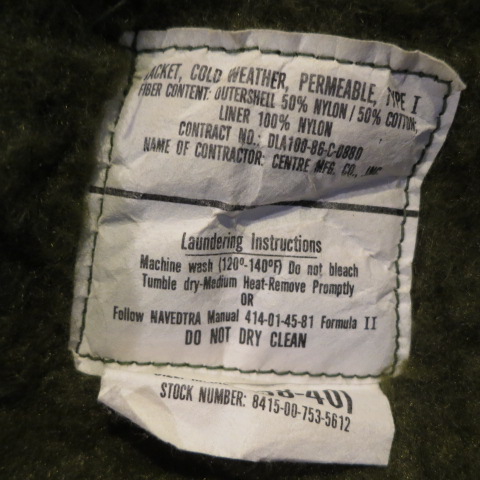 JACKET, COLD WEATHER, PERMEABLE, TYPE I
FIBER CONTENT: OUTERSHELL 50% NYLON / 50% COTTON;
LINER 100% NYLON
CONTRACT NO.: DLA100-86-C-0880
NAME OF CONTRACTOR: CENTRE MFG. CO., INC
Laundering Instructions
Machine wash (120°-140°F) Do not bleach
Tumble dry-Medium Heat-Remove Promptly
OR
Follow NAVEDTRA Manual 414-01-45-81 Formula II
DO NOT DRY CLEAN
STOCK NUMBER: 8415-00-753-5612